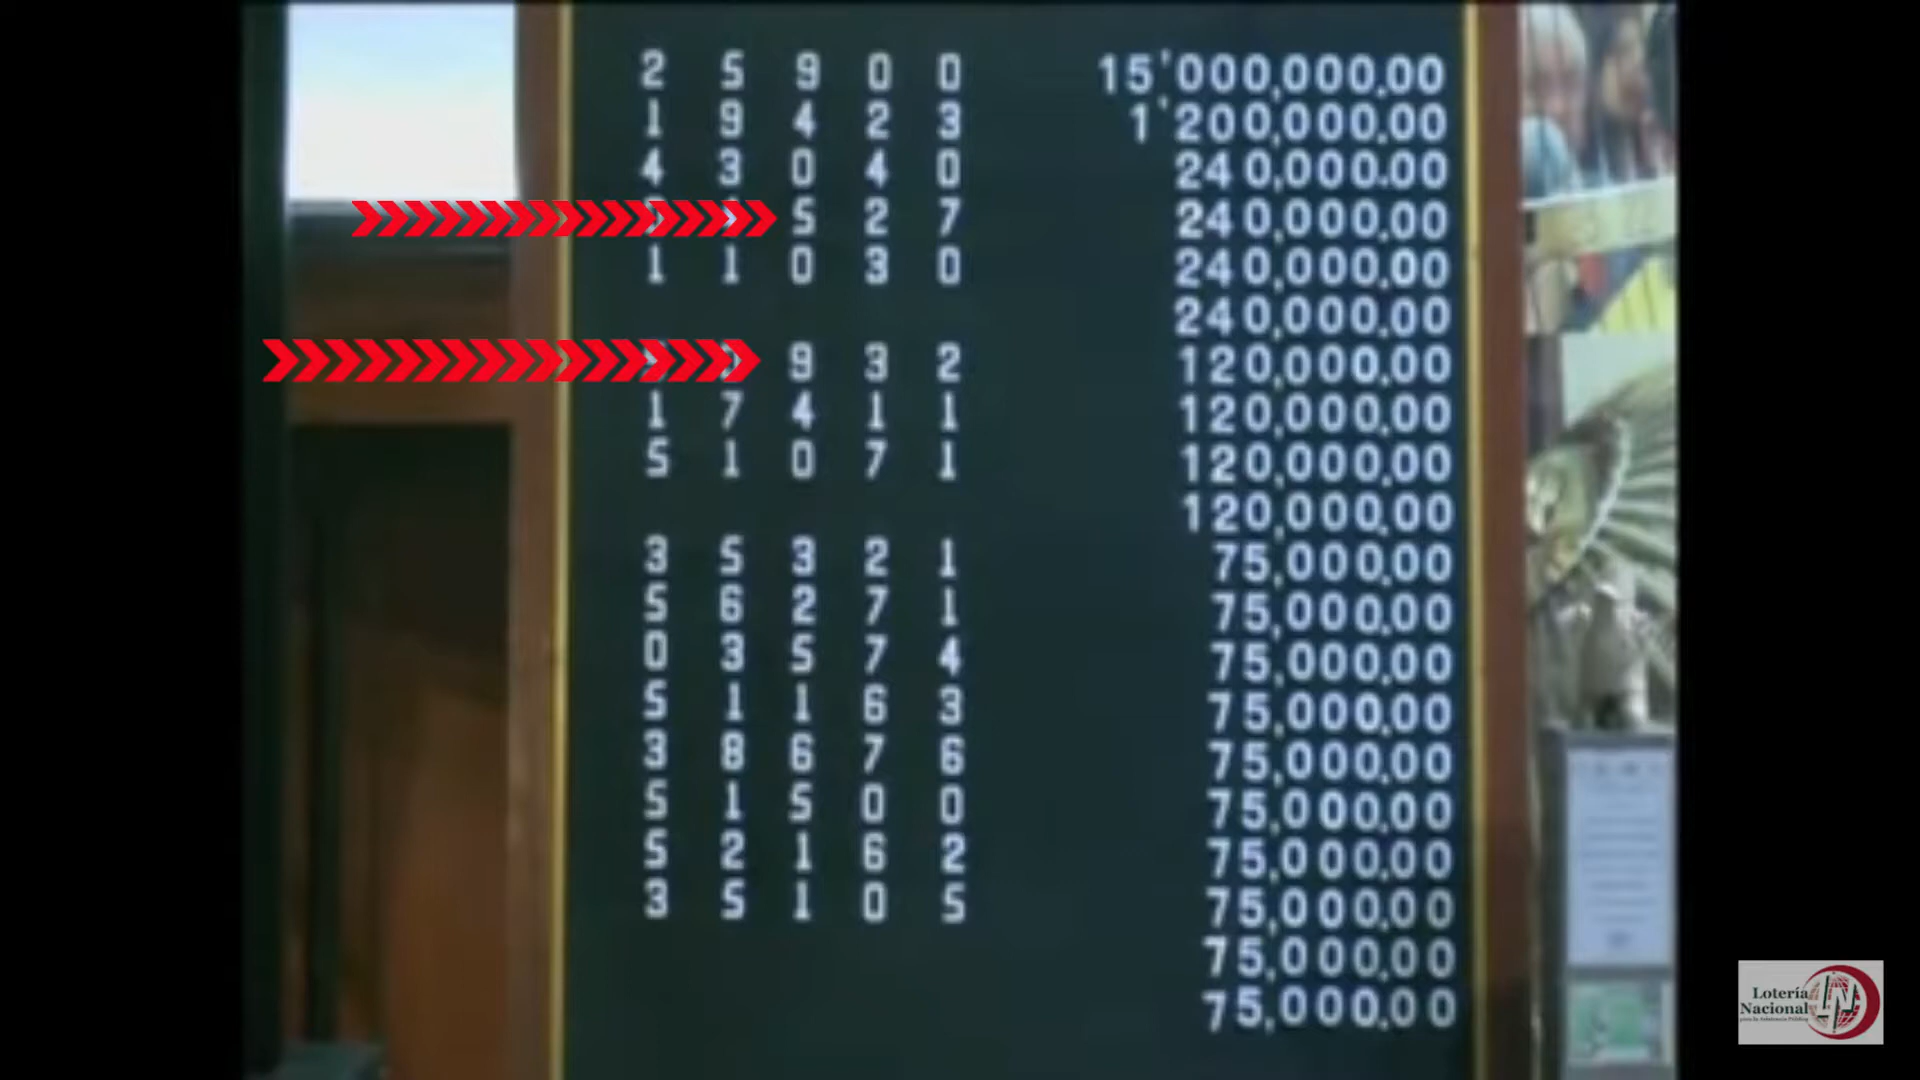 2 5 9 0 0 15'000,000.00
1 9 4 2 3 1'200,000.00
4 3 0 4 0 240,000.00
5 2 7 240,000.00
1 1 0 3 0 240,000.00
240,000.00
9 3 2 120,000.00
1 7 4 1 1 120,000.00
5 1 0 7 1 120,000.00
120,000.00
3 5 3 2 1 75,000.00
5 6 2 7 1 75,000.00
0 3 5 7 4 75,000.00
5 1 1 6 3 75,000.00
3 8 6 7 6 75,000.00
5 1 5 0 0 75,000.00
5 2 1 6 2 75,000.00
3 5 1 0 5 75,000.00
75,000.00
75,000.00
Lotería
Nacional